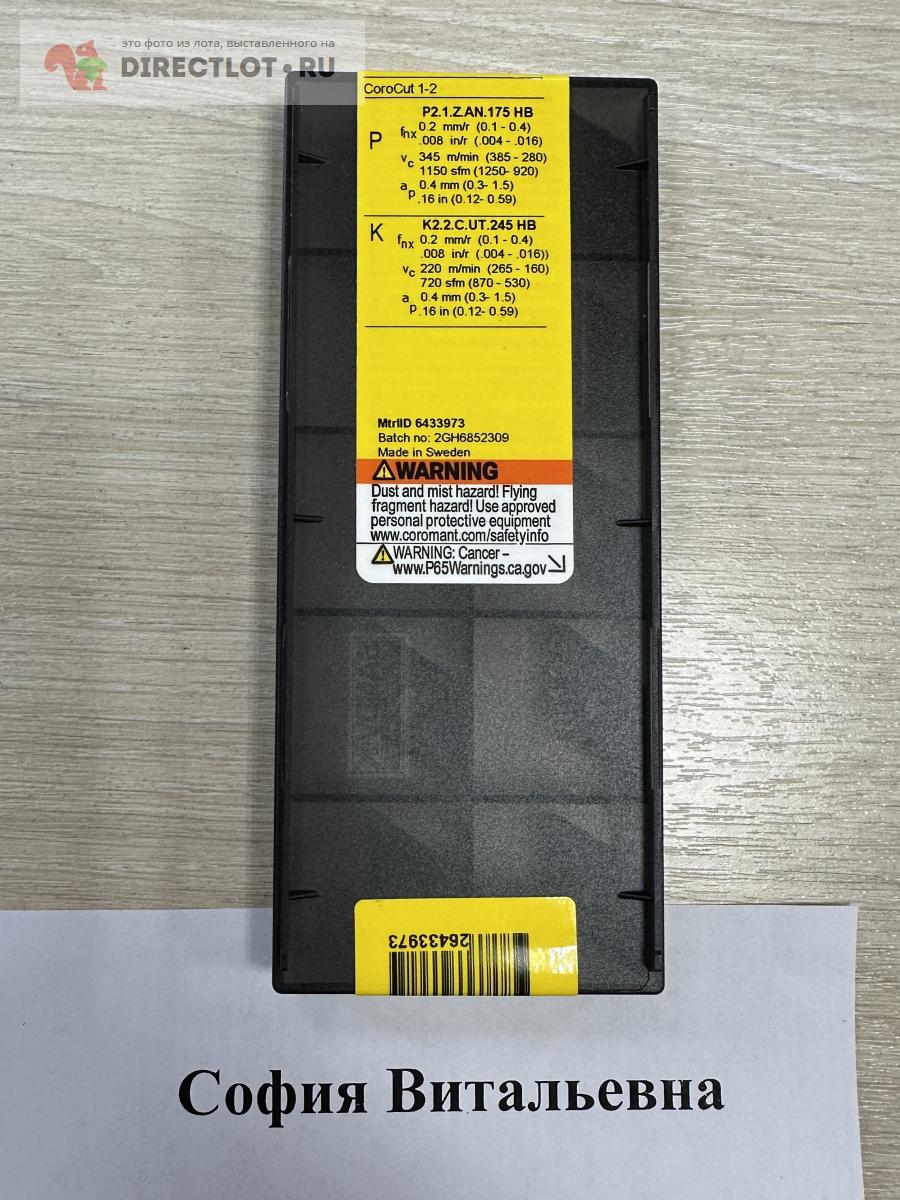 это фото из лота, выставленного на
DIRECTLOT.RU
CoroCut 1-2
P2.1.Z.AN.175 HB
P fnx 0.2 mm/r (0.1 - 0.4)
.008 in/r (.004 - .016)
vc 345 m/min (385 - 280)
1150 sfm (1250- 920)
ap 0.4 mm (0.3- 1.5)
.16 in (0.12- 0.59)
K2.2.C.UT.245 HB
K fnx 0.2 mm/r (0.1 - 0.4)
.008 in/r (.004 - .016))
vc 220 m/min (265 - 160)
720 sfm (870 - 530)
ap 0.4 mm (0.3- 1.5)
.16 in (0.12- 0.59)
MtrlID 6433973
Batch no: 2GH6852309
Made in Sweden
WARNING
Dust and mist hazard! Flying
fragment hazard! Use approved
personal protective equipment
www.coromant.com/safetyinfo
WARNING: Cancer –
www.P65Warnings.ca.gov
26433973
София Витальевна